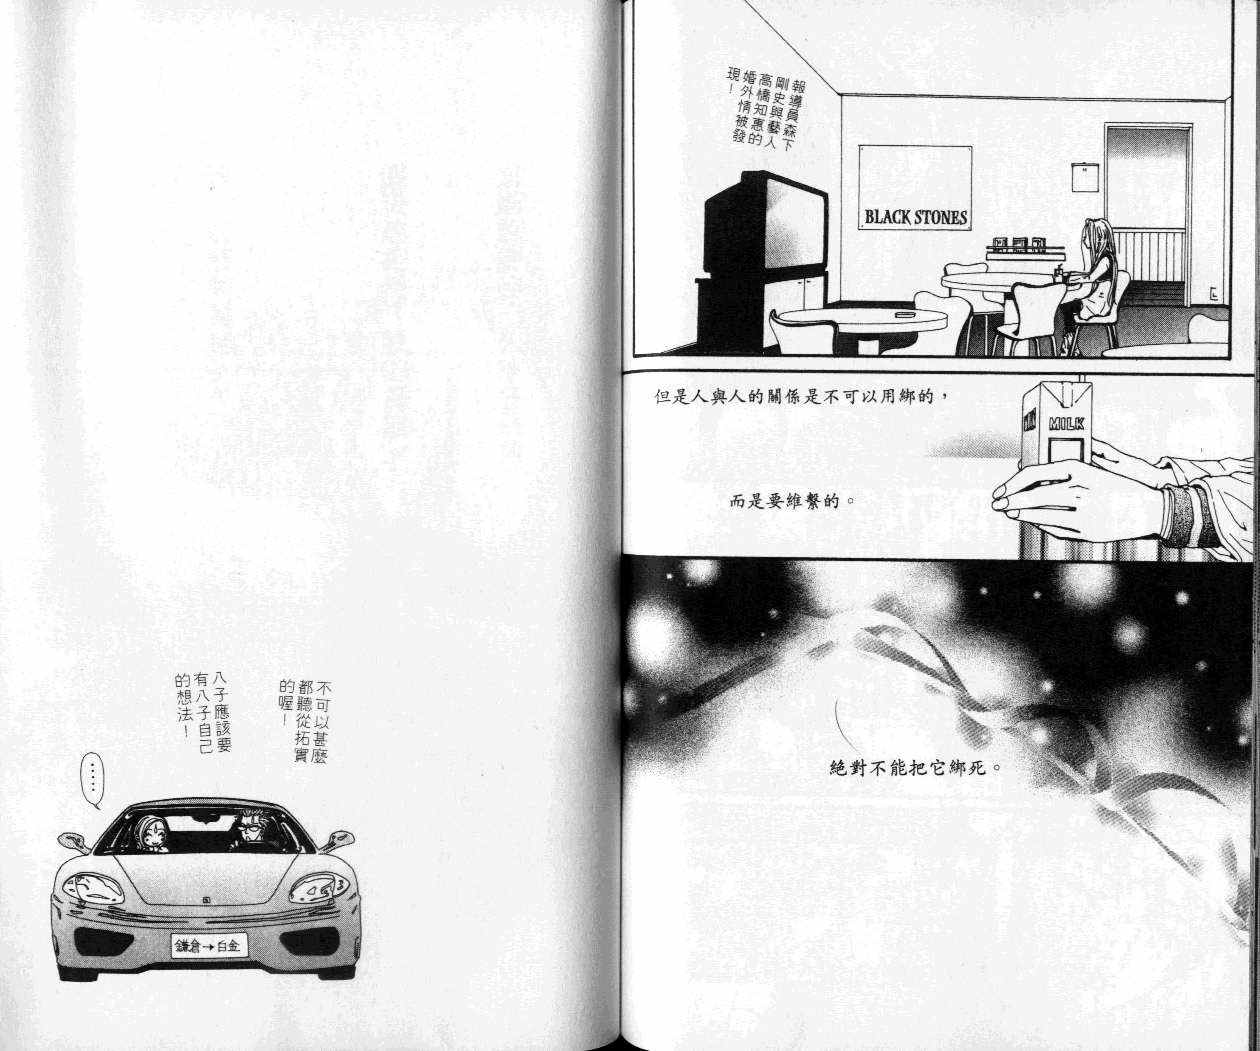 報導員森下
剛史與藝人
高橋知惠的
婚外情被發
現！
BLACK STONES
但是人與人的關係是不可以用綁的，
MILK
而是要維繫的。
絕對不能把它綁死。
不可以甚麼
都聽從拓實
的喔！
八子應該要
有八子自己
的想法！
‥‥‥
鎌倉→白金